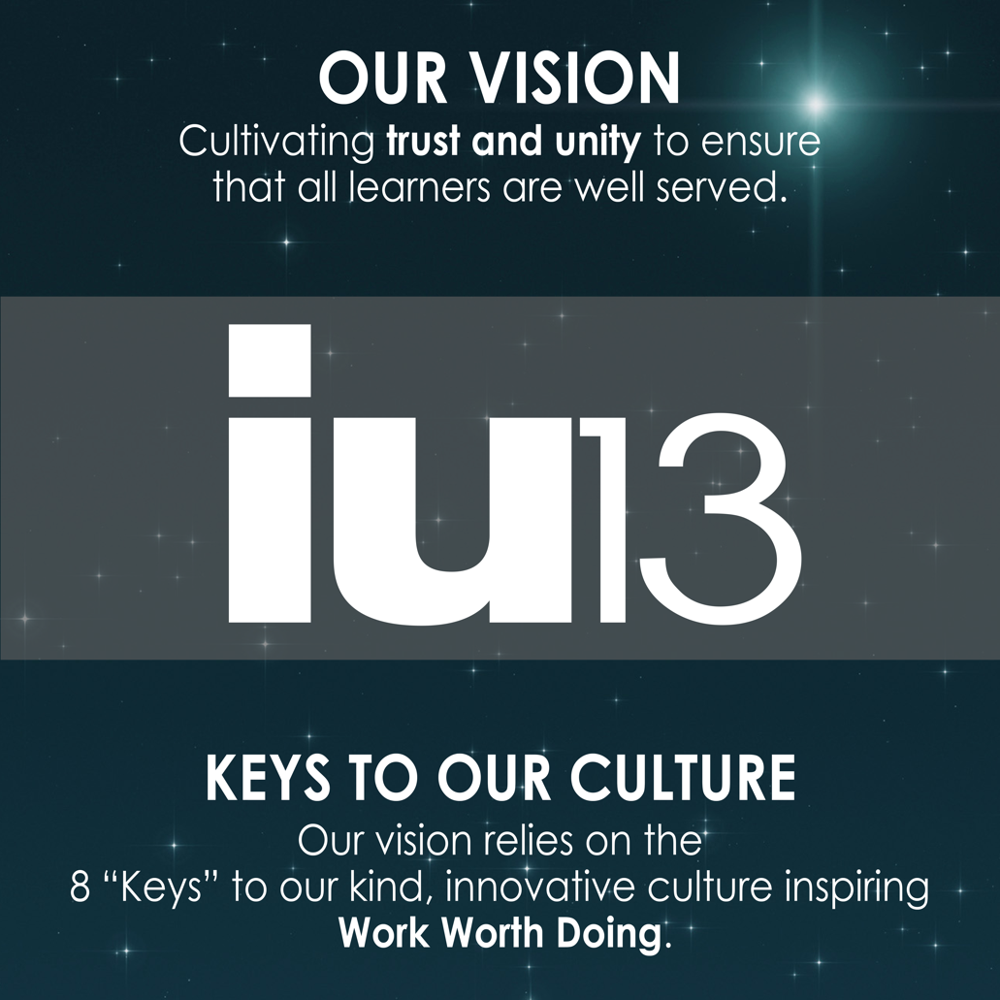 OUR VISION
Cultivating trust and unity to ensure
that all learners are well served.
iu13
KEYS TO OUR CULTURE
Our vision relies on the
8 “Keys” to our kind, innovative culture inspiring
Work Worth Doing.